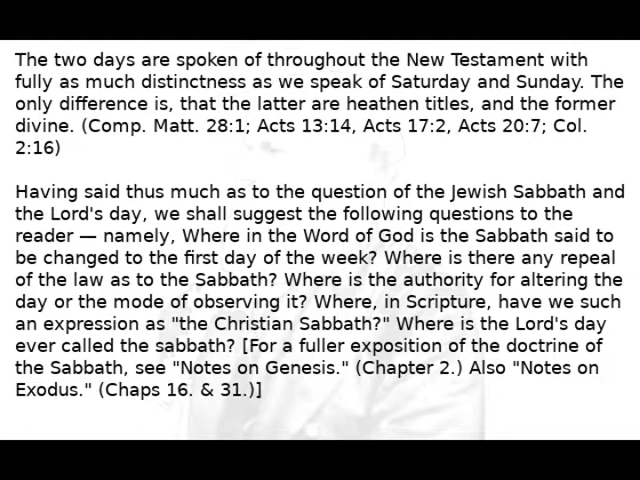 The two days are spoken of throughout the New Testament with
fully as much distinctness as we speak of Saturday and Sunday. The
only difference is, that the latter are heathen titles, and the former
divine. (Comp. Matt. 28:1; Acts 13:14, Acts 17:2, Acts 20:7; Col.
2:16)
Having said thus much as to the question of the Jewish Sabbath and
the Lord's day, we shall suggest the following questions to the
reader — namely, Where in the Word of God is the Sabbath said to
be changed to the first day of the week? Where is there any repeal
of the law as to the Sabbath? Where is the authority for altering the
day or the mode of observing it? Where, in Scripture, have we such
an expression as "the Christian Sabbath?" Where is the Lord's day
ever called the sabbath? [For a fuller exposition of the doctrine of
the Sabbath, see "Notes on Genesis." (Chapter 2.) Also "Notes on
Exodus." (Chaps 16. & 31.)]